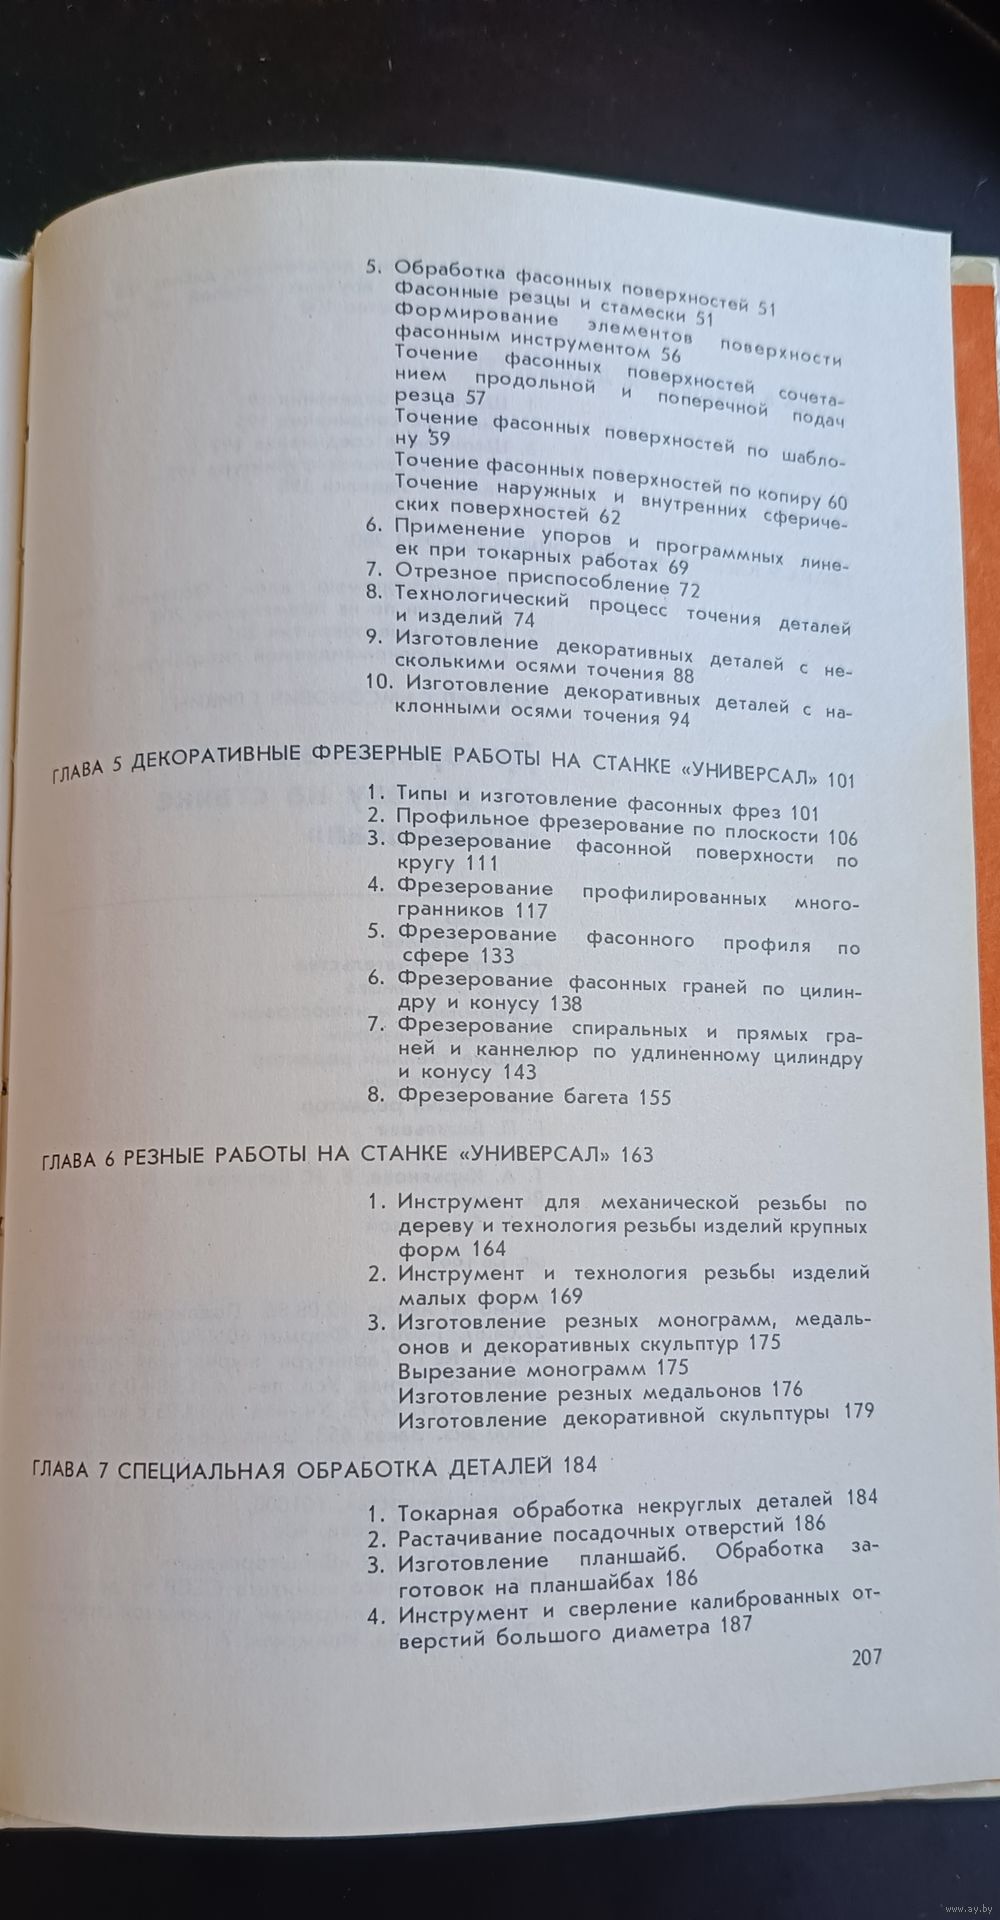 5. Обработка фасонных поверхностей 51
фасонные резцы и стамески 51
Формирование элементов поверхности
фасонным инструментом 56
Точение фасонных поверхностей сочета-
нием продольной и поперечной подач
резца 57
Точение фасонных поверхностей по шабло-
ну 59
Точение фасонных поверхностей по копиру 60
Точение наружных и внутренних сфериче-
ских поверхностей 62
6. Применение упоров и программных лине-
ек при токарных работах 69
7. Отрезное приспособление 72
8. Технологический процесс точения деталей
и изделий 74
9. Изготовление декоративных деталей с не-
сколькими осями точения 88
10. Изготовление декоративных деталей с на-
клонными осями точения 94
ГЛАВА 5 ДЕКОРАТИВНЫЕ ФРЕЗЕРНЫЕ РАБОТЫ НА СТАНКЕ «УНИВЕРСАЛ» 101
1. Типы и изготовление фасонных фрез 101
2. Профильное фрезерование по плоскости 106
3. Фрезерование фасонной поверхности по
кругу 111
4. Фрезерование профилированных много-
гранников 117
5. Фрезерование фасонного профиля по
сфере 133
6. Фрезерование фасонных граней по цилин-
дру и конусу 138
7. Фрезерование спиральных и прямых гра-
ней и каннелюр по удлиненному цилиндру
и конусу 143
8. Фрезерование багета 155
ГЛАВА 6 РЕЗНЫЕ РАБОТЫ НА СТАНКЕ «УНИВЕРСАЛ» 163
1. Инструмент для механической резьбы по
дереву и технология резьбы изделий крупных
форм 164
2. Инструмент и технология резьбы изделий
малых форм 169
3. Изготовление резных монограмм, медаль-
онов и декоративных скульптур 175
Вырезание монограмм 175
Изготовление резных медальонов 176
Изготовление декоративной скульптуры 179
ГЛАВА 7 СПЕЦИАЛЬНАЯ ОБРАБОТКА ДЕТАЛЕЙ 184
1. Токарная обработка некруглых деталей 184
2. Растачивание посадочных отверстий 186
3. Изготовление планшайб. Обработка за-
готовок на планшайбах 186
4. Инструмент и сверление калиброванных от-
верстий большого диаметра 187
207
www.ay.by